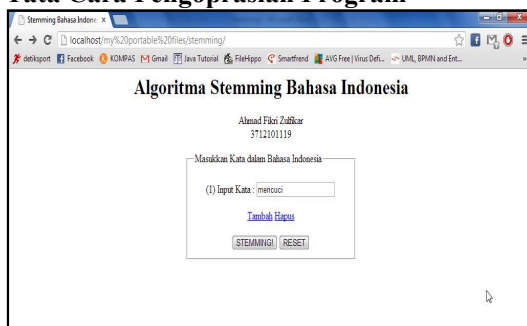 Tata Cara Pengoprasian Program
Stemming Bahasa Indone
localhost/my%20portable%20files/stemming/
detiksport Facebook KOMPAS Gmail Java Tutorial FileHippo Smartfrend AVG Free | Virus Defi... UML, BPMN and Ent...
Algoritma Stemming Bahasa Indonesia
Ahmad Fikri Zulfikar
3712101119
Masukkan Kata dalam Bahasa Indonesia
(1) Input Kata : mencuci
Tambah Hapus
STEMMING! RESET